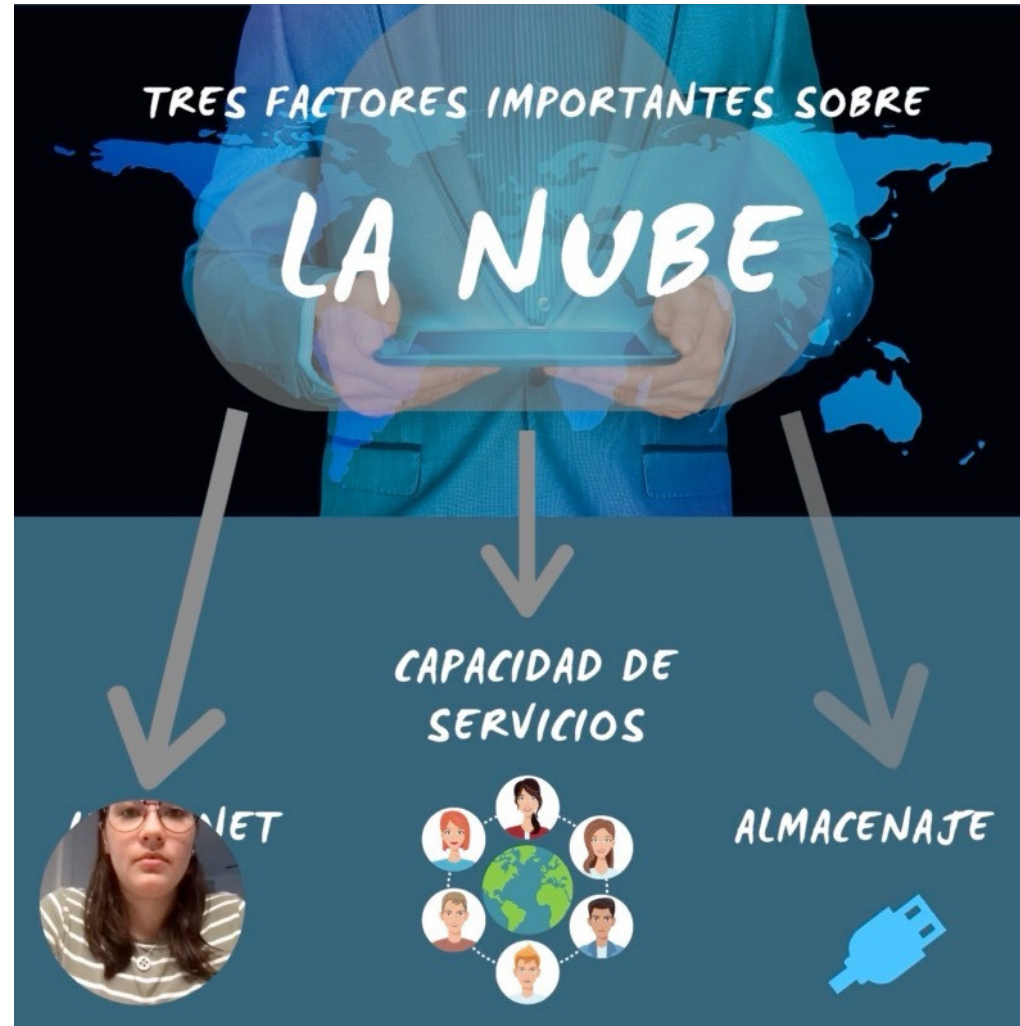 TRES FACTORES IMPORTANTES SOBRE
LA NUBE
CAPACIDAD DE
SERVICIOS
ALMACENAJE